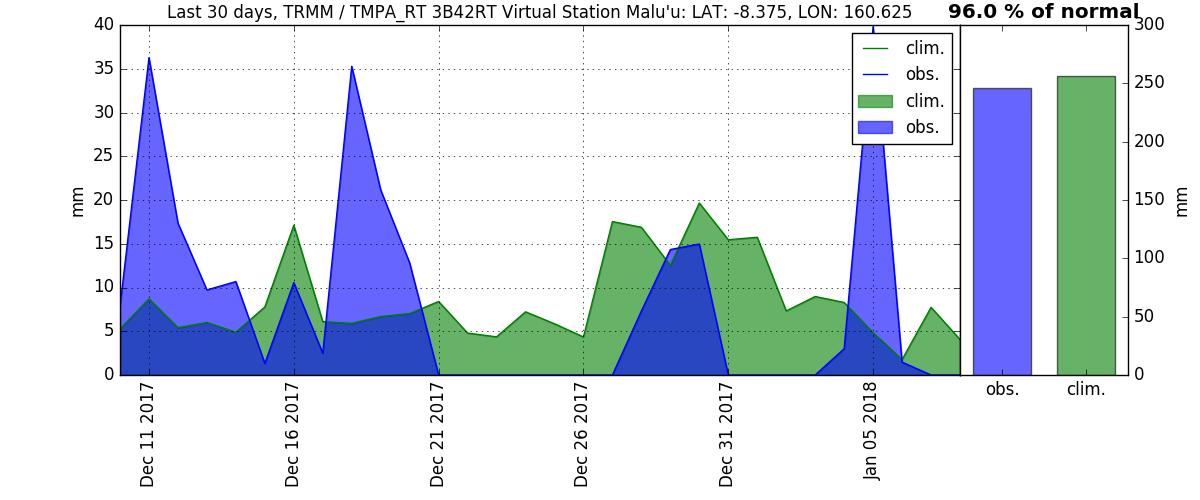 Last 30 days, TRMM / TMPA_RT 3B42RT Virtual Station Malu'u: LAT: -8.375, LON: 160.625
96.0 % of normal
40
35
30
25
20
15
10
5
0
mm
clim.
obs.
clim.
obs.
300
250
200
150
100
50
0
mm
Dec 11 2017
Dec 16 2017
Dec 21 2017
Dec 26 2017
Dec 31 2017
Jan 05 2018
obs.
clim.